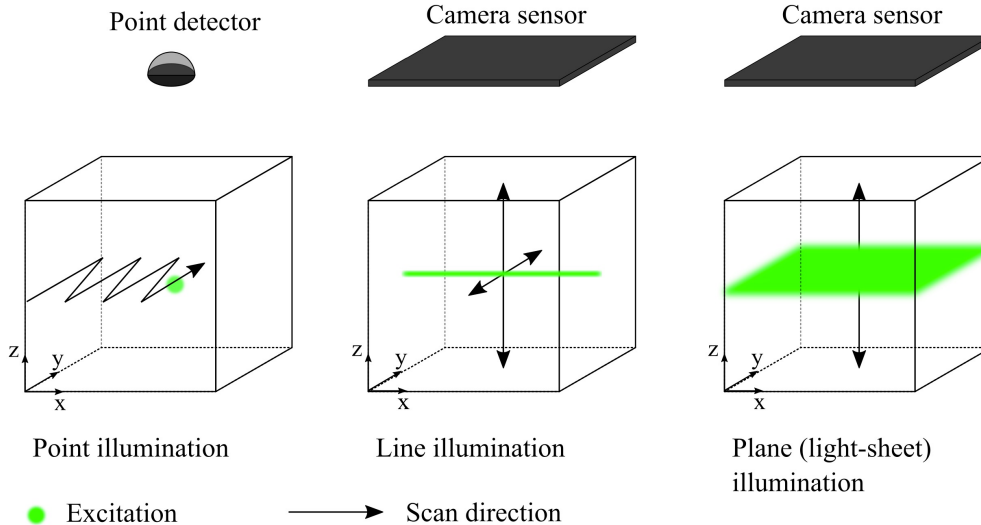 Point detector
Camera sensor
Camera sensor
z
y
x
z
y
x
z
y
x
Point illumination
Line illumination
Plane (light-sheet)
illumination
Excitation
Scan direction